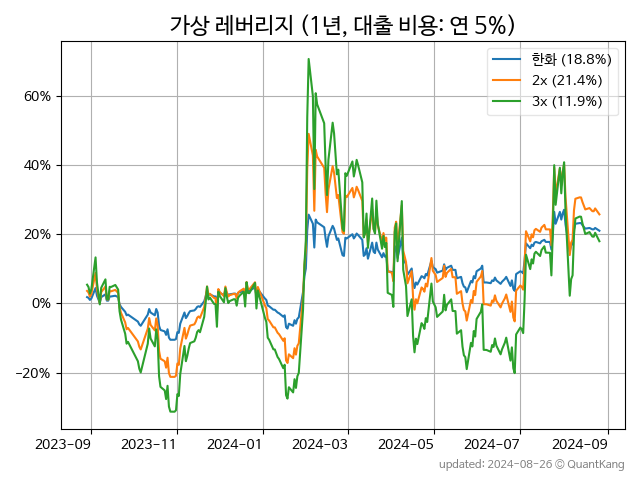 가상 레버리지 (1년, 대출 비용: 연 5%)
한화 (18.8%)
2x (21.4%)
3x (11.9%)
60%
40%
20%
0%
−20%
2023-09 2023-11 2024-01 2024-03 2024-05 2024-07 2024-09
updated: 2024-08-26 © QuantKang